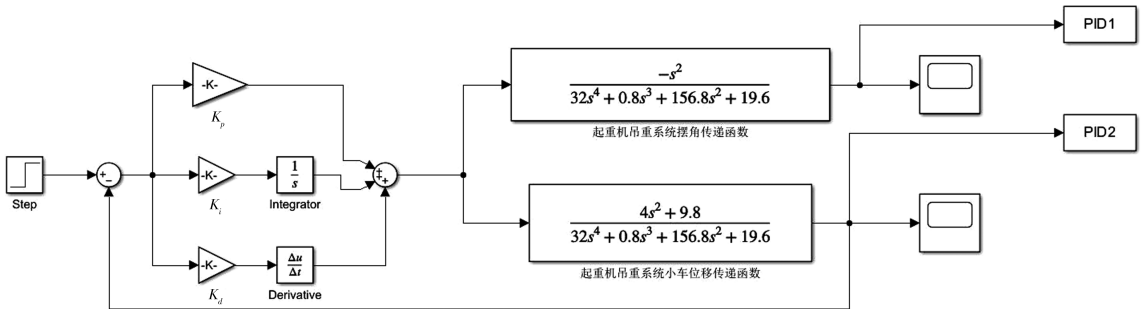 PID1
-K-
K_p
-s^2
32s^4 + 0.8s^3 + 156.8s^2 + 19.6
起重机吊重系统摆角传递函数
PID2
Step
+
−
-K-
K_i
1
s
Integrator
+
+
+
4s^2 + 9.8
32s^4 + 0.8s^3 + 156.8s^2 + 19.6
起重机吊重系统小车位移传递函数
-K-
K_d
Δu
Δt
Derivative